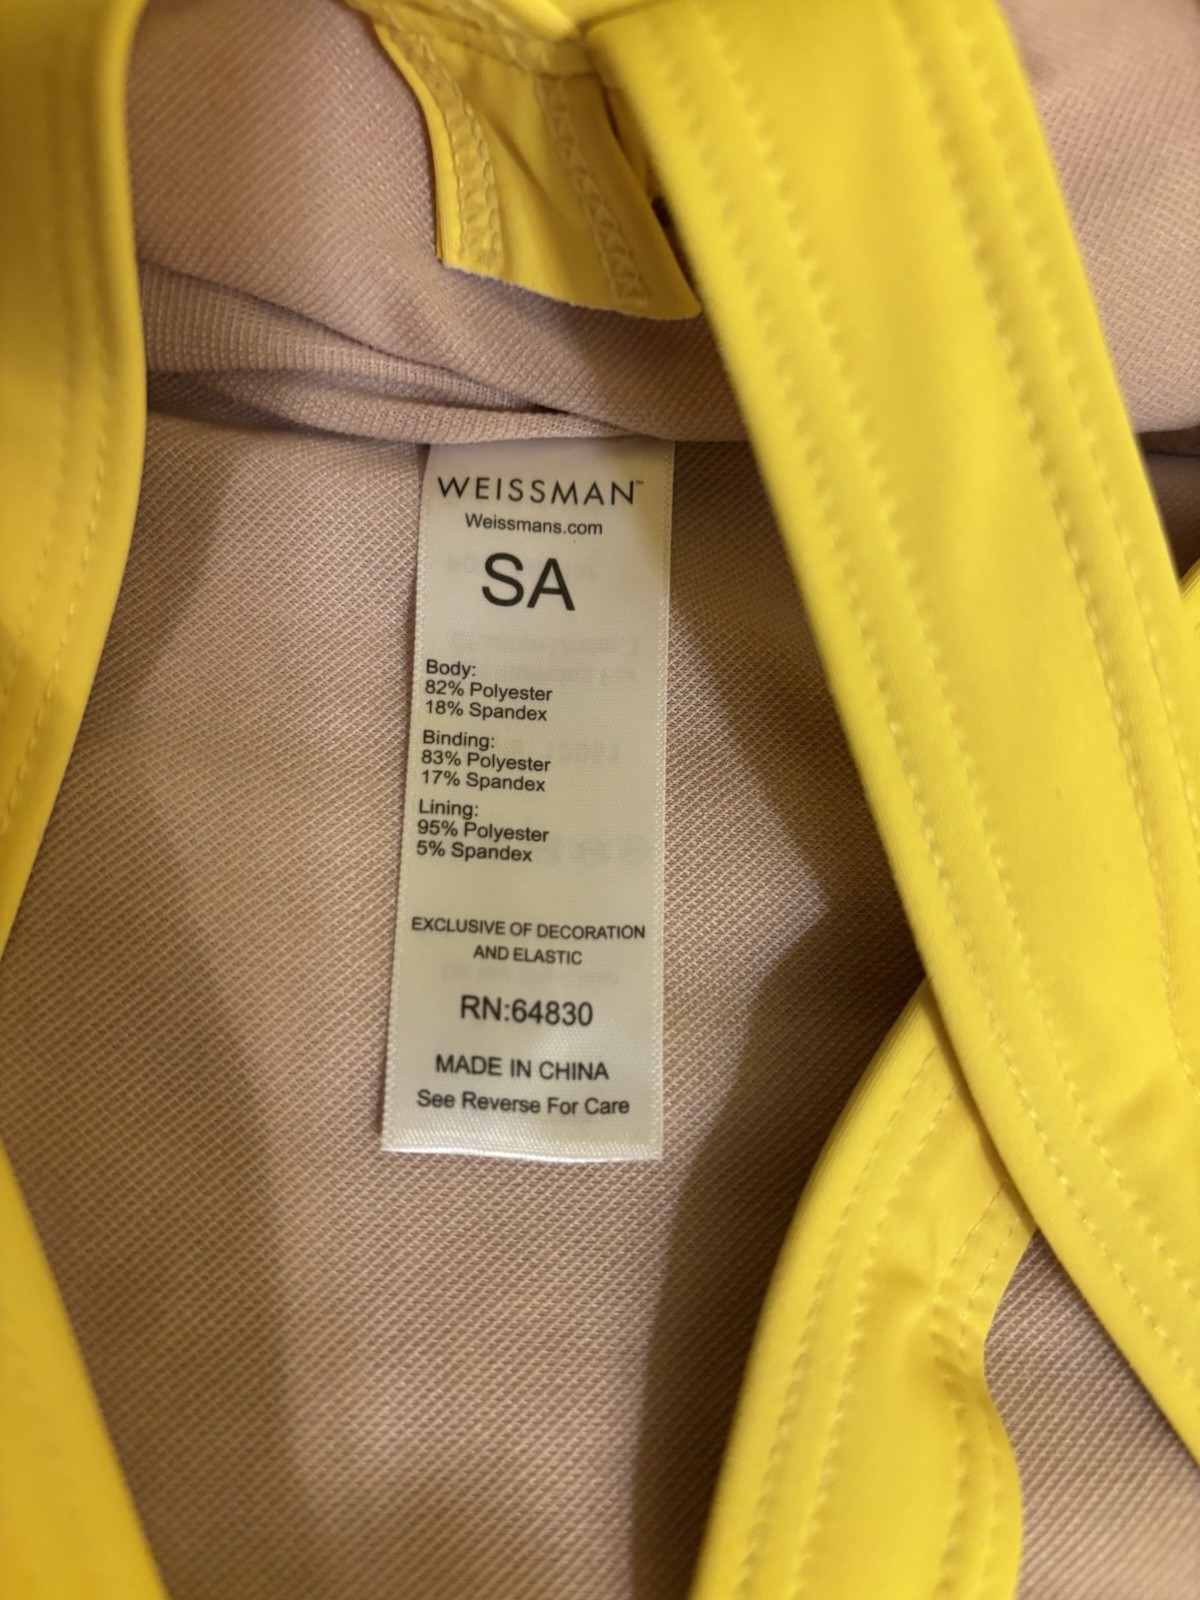 WEISSMAN™
Weissmans.com
SA
Body:
82% Polyester
18% Spandex
Binding:
83% Polyester
17% Spandex
Lining:
95% Polyester
5% Spandex
EXCLUSIVE OF DECORATION
AND ELASTIC
RN:64830
MADE IN CHINA
See Reverse For Care